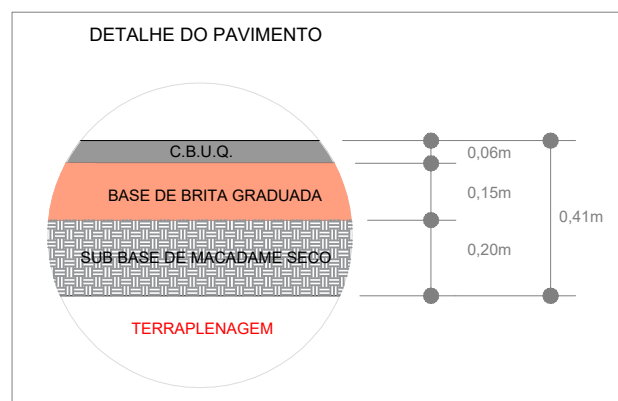 DETALHE DO PAVIMENTO
C.B.U.Q.
0,06m
BASE DE BRITA GRADUADA
0,15m
0,41m
SUB BASE DE MACADAME SECO
0,20m
TERRAPLENAGEM